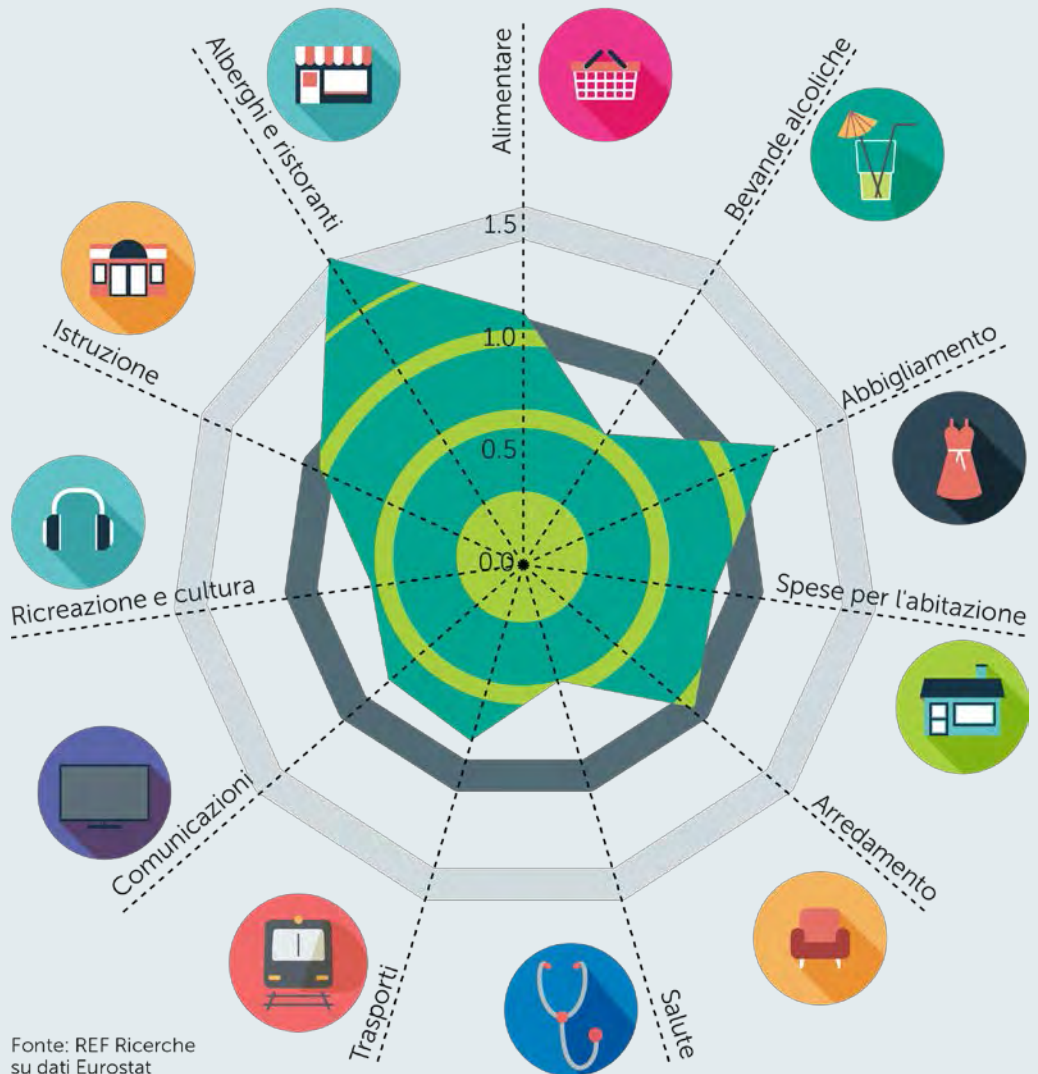 Alimentare
Bevande alcoliche
Abbigliamento
Spese per l'abitazione
Arredamento
Salute
Trasporti
Comunicazioni
Ricreazione e cultura
Istruzione
Alberghi e ristoranti
1.5
1.0
0.5
0.0
Fonte: REF Ricerche
su dati Eurostat